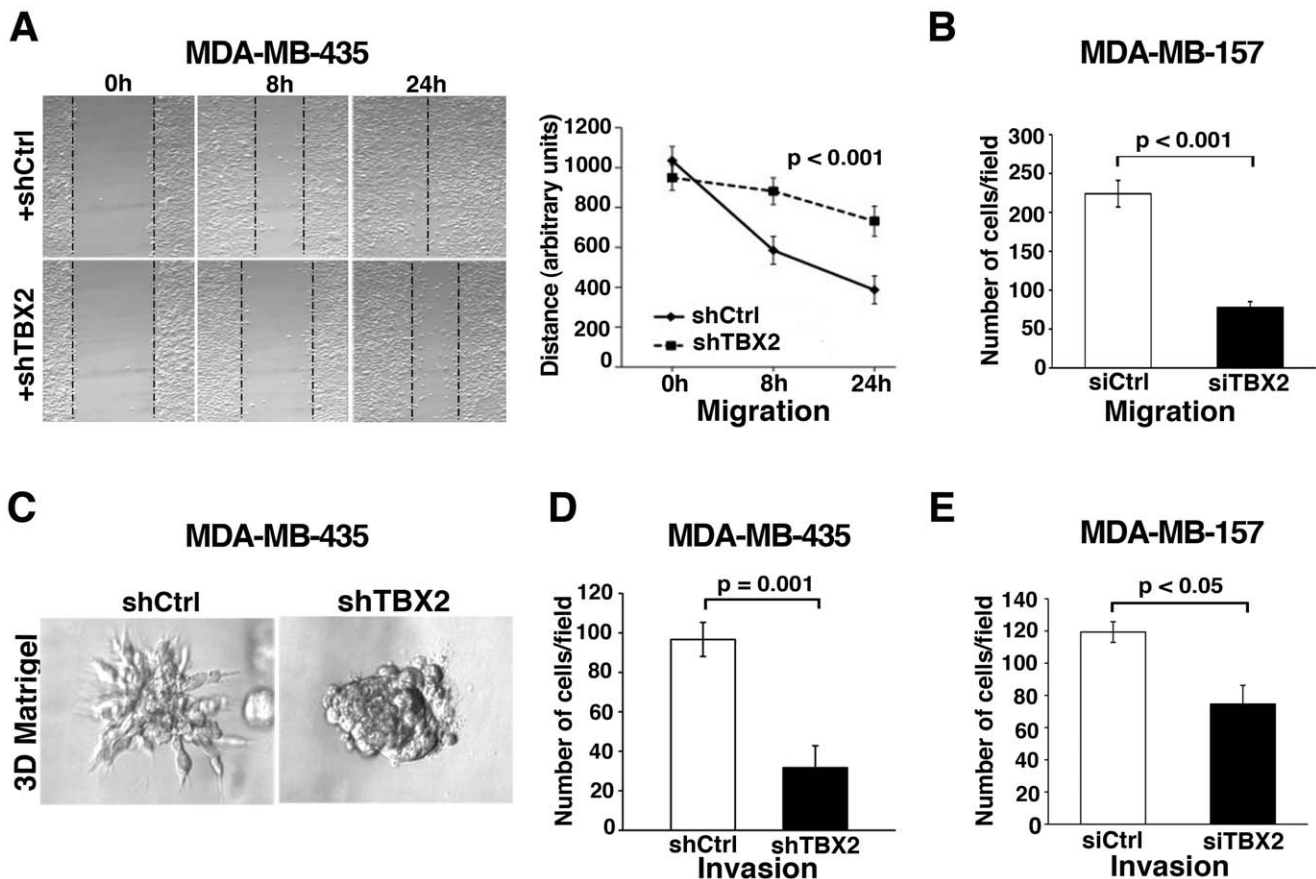 A
MDA-MB-435
0h 8h 24h
+shCtrl
+shTBX2
Distance (arbitrary units)
1200
1000
800
600
400
200
0
p < 0.001
shCtrl
shTBX2
0h 8h 24h
Migration
B
MDA-MB-157
Number of cells/field
300
250
200
150
100
50
0
p < 0.001
siCtrl siTBX2
Migration
C
MDA-MB-435
shCtrl shTBX2
3D Matrigel
D
MDA-MB-435
Number of cells/field
120
100
80
60
40
20
0
p = 0.001
shCtrl shTBX2
Invasion
E
MDA-MB-157
Number of cells/field
140
120
100
80
60
40
20
0
p < 0.05
siCtrl siTBX2
Invasion